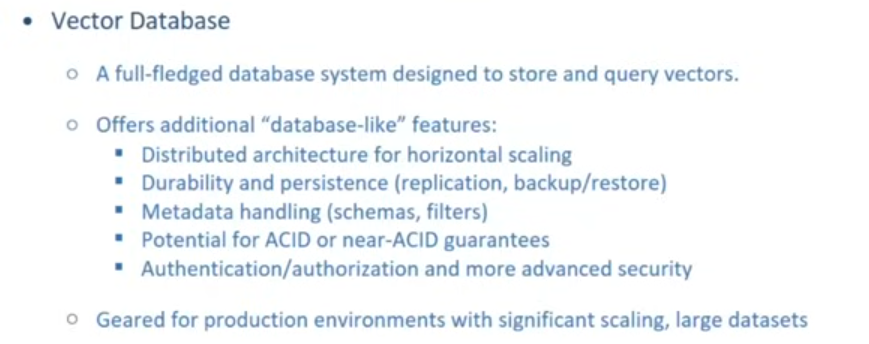 • Vector Database
○ A full-fledged database system designed to store and query vectors.
○ Offers additional “database-like” features:
▪ Distributed architecture for horizontal scaling
▪ Durability and persistence (replication, backup/restore)
▪ Metadata handling (schemas, filters)
▪ Potential for ACID or near-ACID guarantees
▪ Authentication/authorization and more advanced security
○ Geared for production environments with significant scaling, large datasets